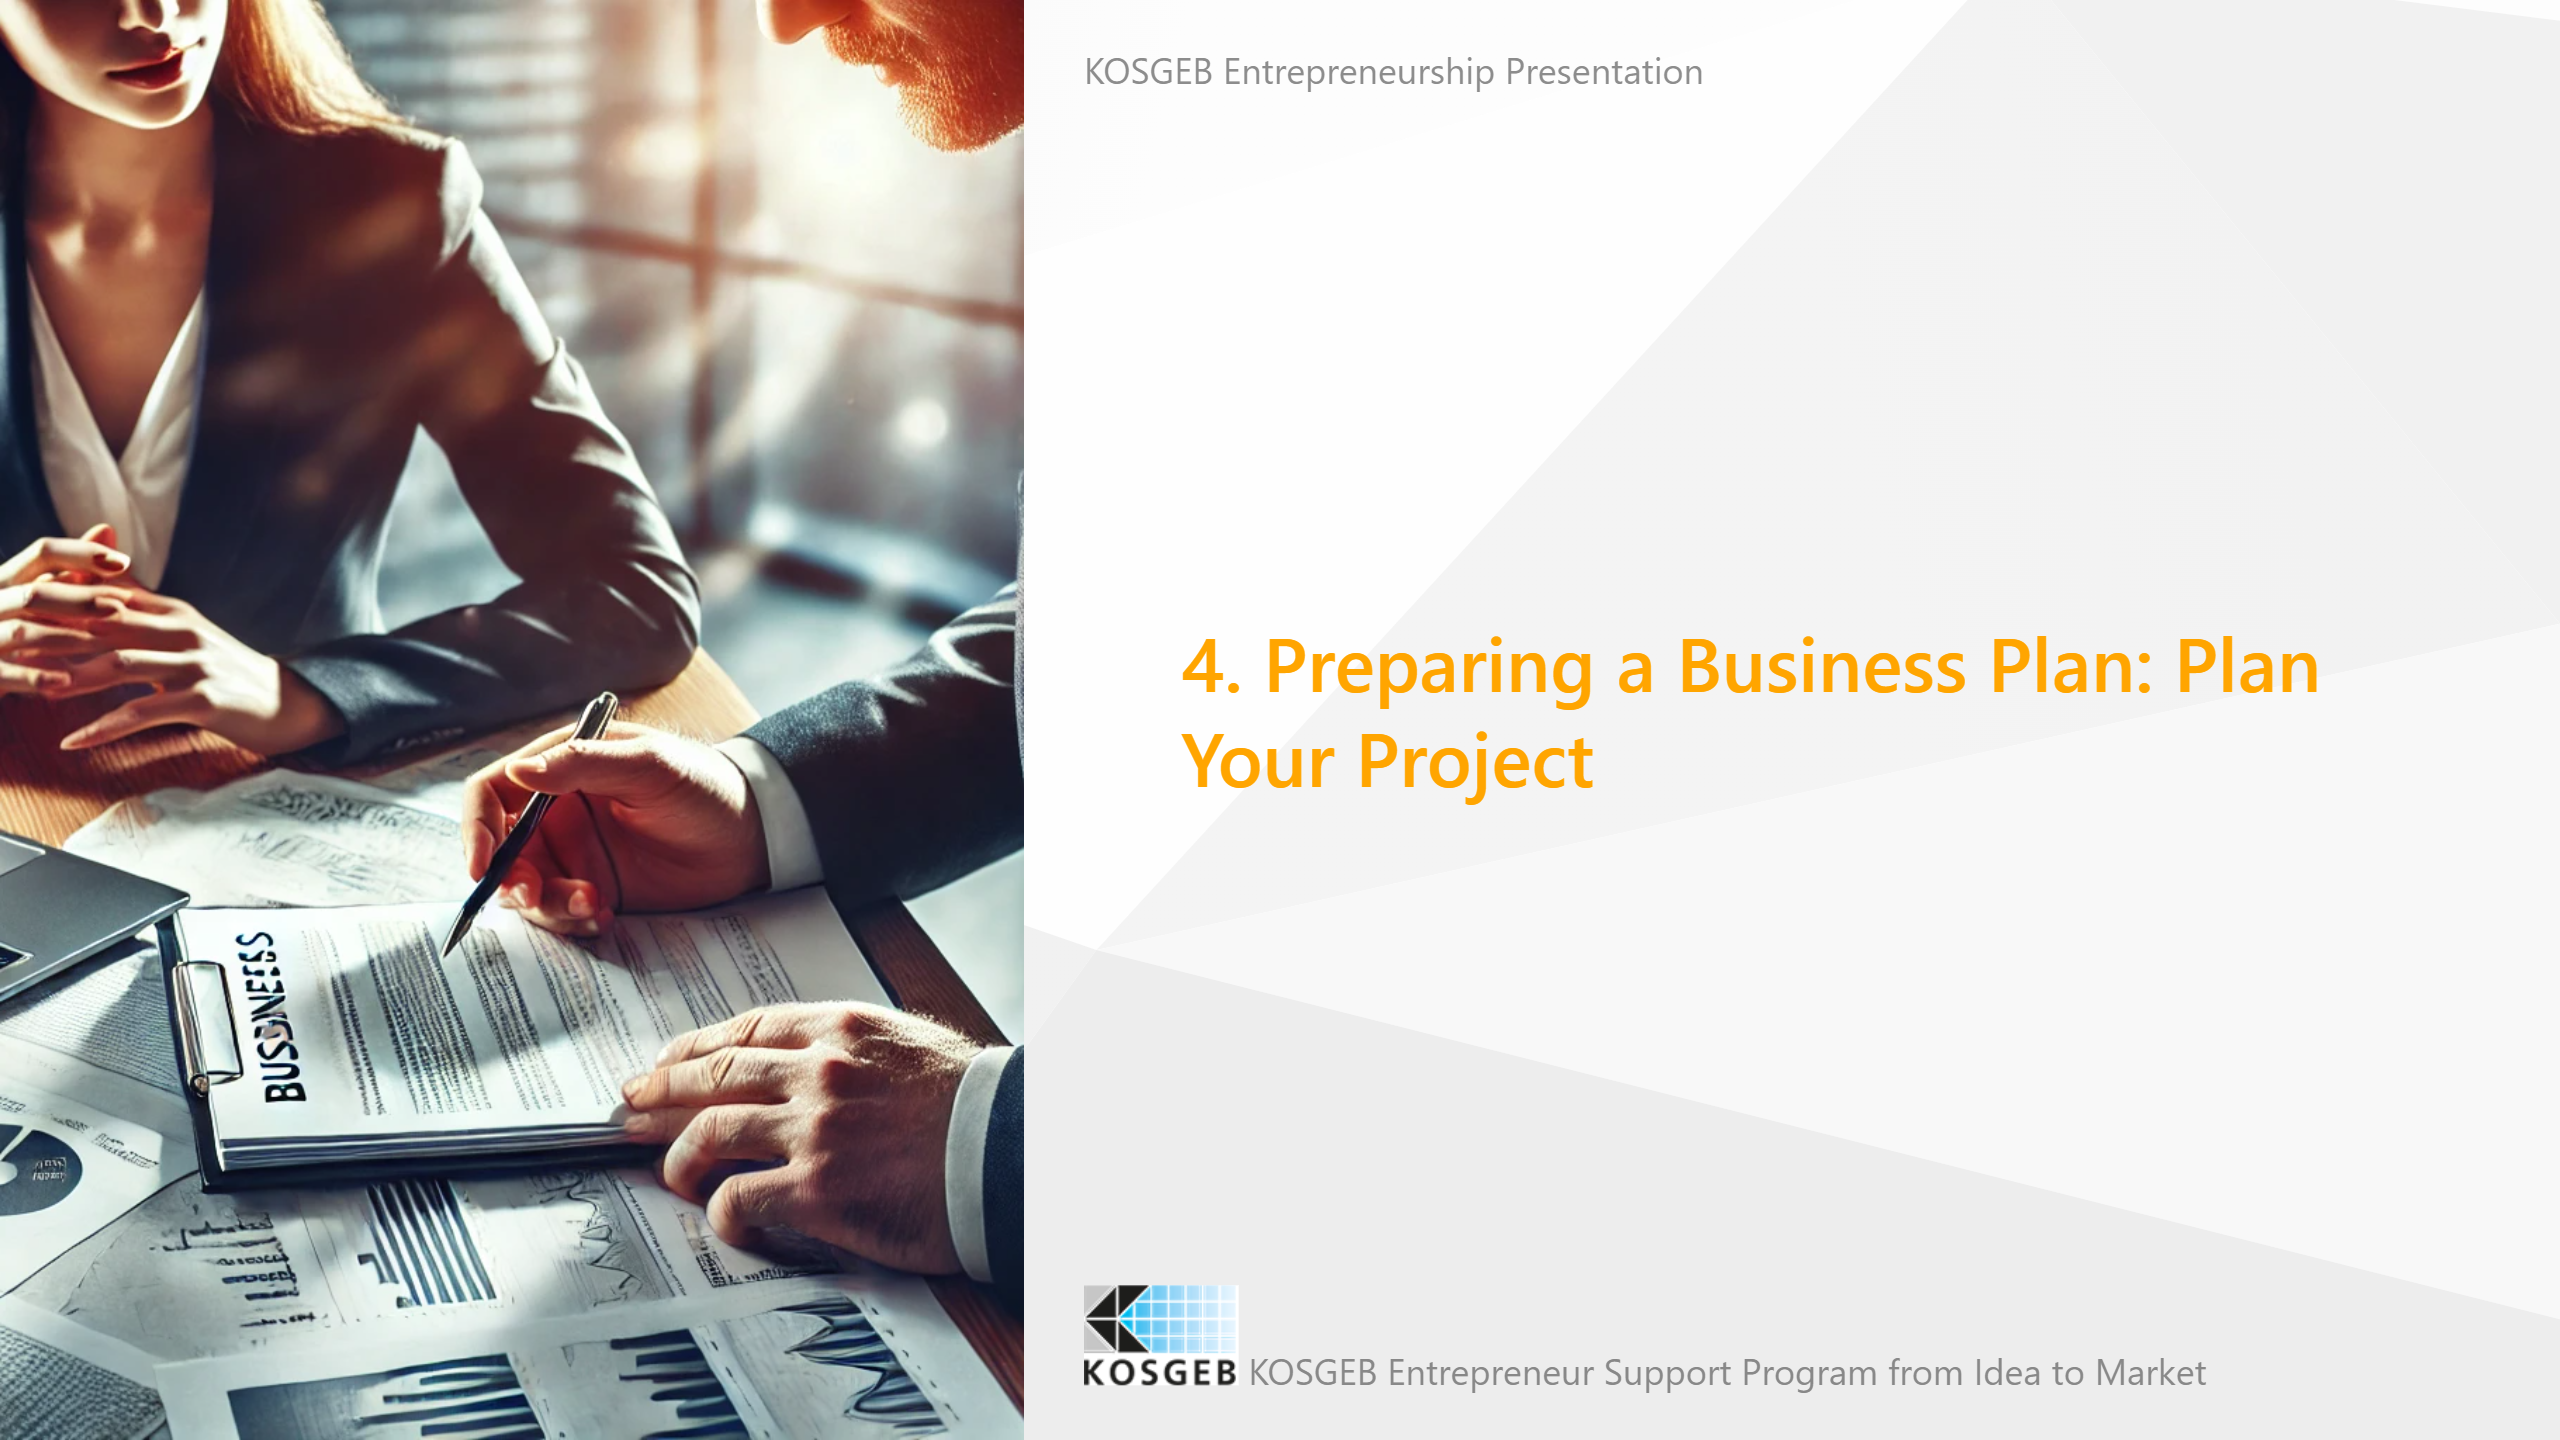 KOSGEB Entrepreneurship Presentation
4. Preparing a Business Plan: Plan
Your Project
KOSGEB
KOSGEB Entrepreneur Support Program from Idea to Market